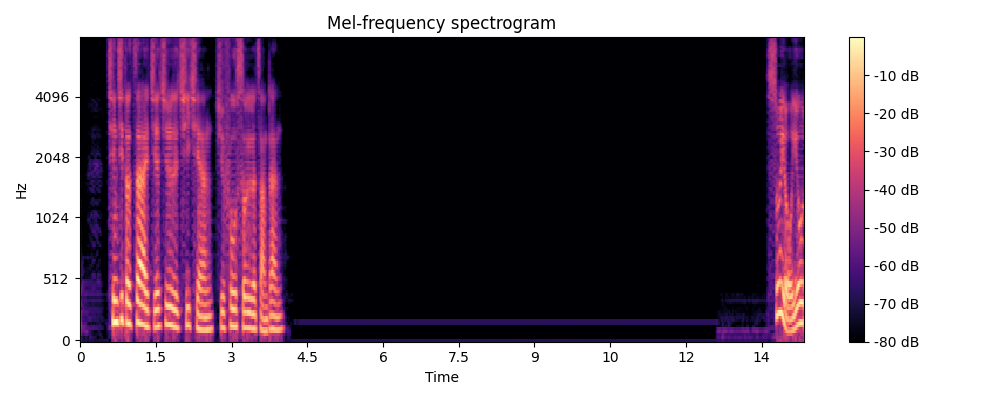 Mel-frequency spectrogram
4096
2048
1024
512
0
Hz
0 1.5 3 4.5 6 7.5 9 10 12 14
Time
-10 dB
-20 dB
-30 dB
-40 dB
-50 dB
-60 dB
-70 dB
-80 dB